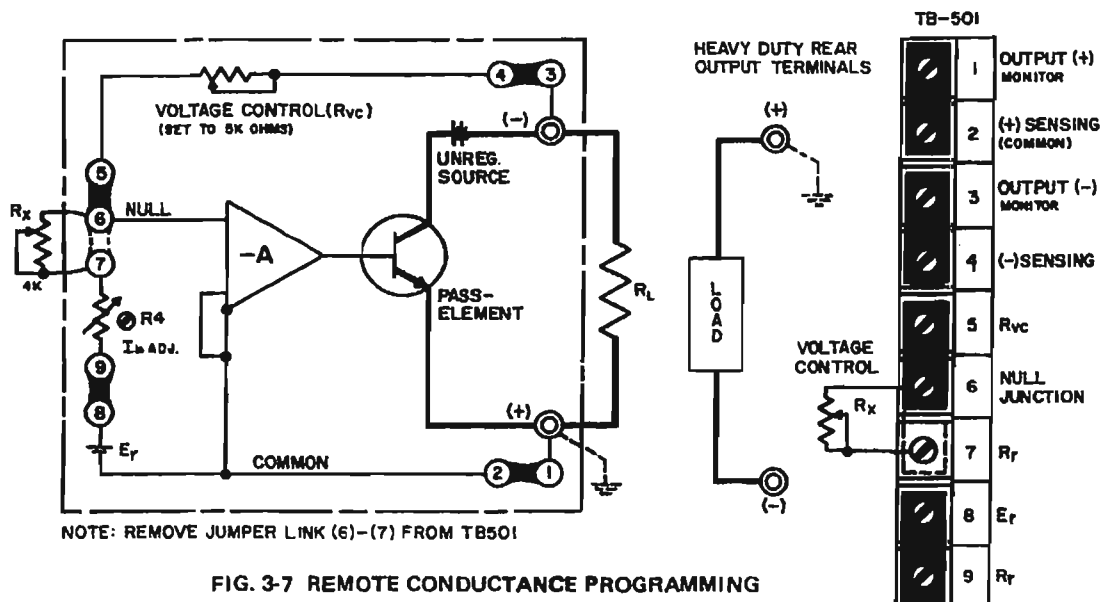 TB-501
HEAVY DUTY REAR
OUTPUT TERMINALS
4 3
VOLTAGE CONTROL(RVC)
(SET TO 5K OHMS)
(-)
UNREG.
SOURCE
5
RX
6
NULL
7
4K
-A
PASS-
ELEMENT
RL
R4
Ib ADJ.
9
8
Er
COMMON
(+)
2 1
(+)
LOAD
(-)
VOLTAGE
CONTROL
RX
1 OUTPUT (+)
MONITOR
2 (+) SENSING
(COMMON)
3 OUTPUT (-)
MONITOR
4 (-) SENSING
5 RVC
6 NULL
JUNCTION
7 Rr
8 Er
9 Rr
NOTE: REMOVE JUMPER LINK (6)-(7) FROM TB501
FIG. 3-7 REMOTE CONDUCTANCE PROGRAMMING